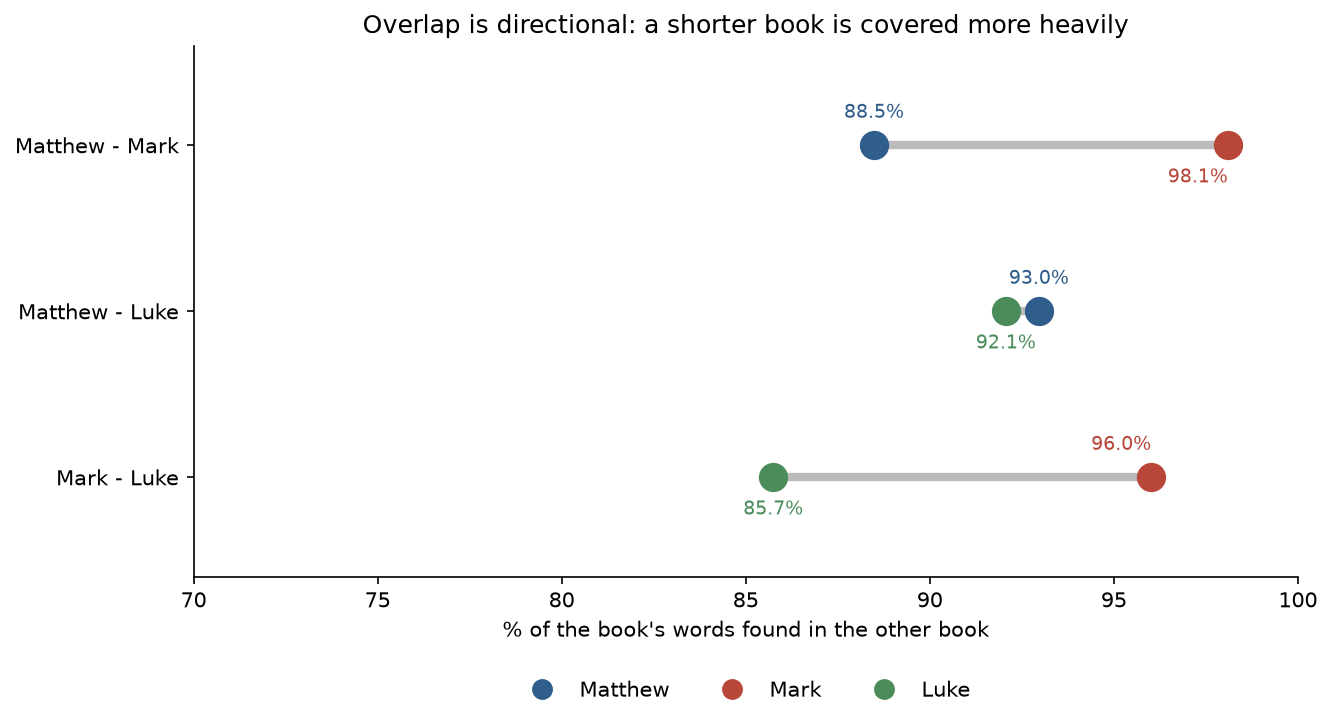 Overlap is directional: a shorter book is covered more heavily
Matthew - Mark
88.5%
98.1%
Matthew - Luke
93.0%
92.1%
Mark - Luke
96.0%
85.7%
70 75 80 85 90 95 100
% of the book's words found in the other book
Matthew Mark Luke